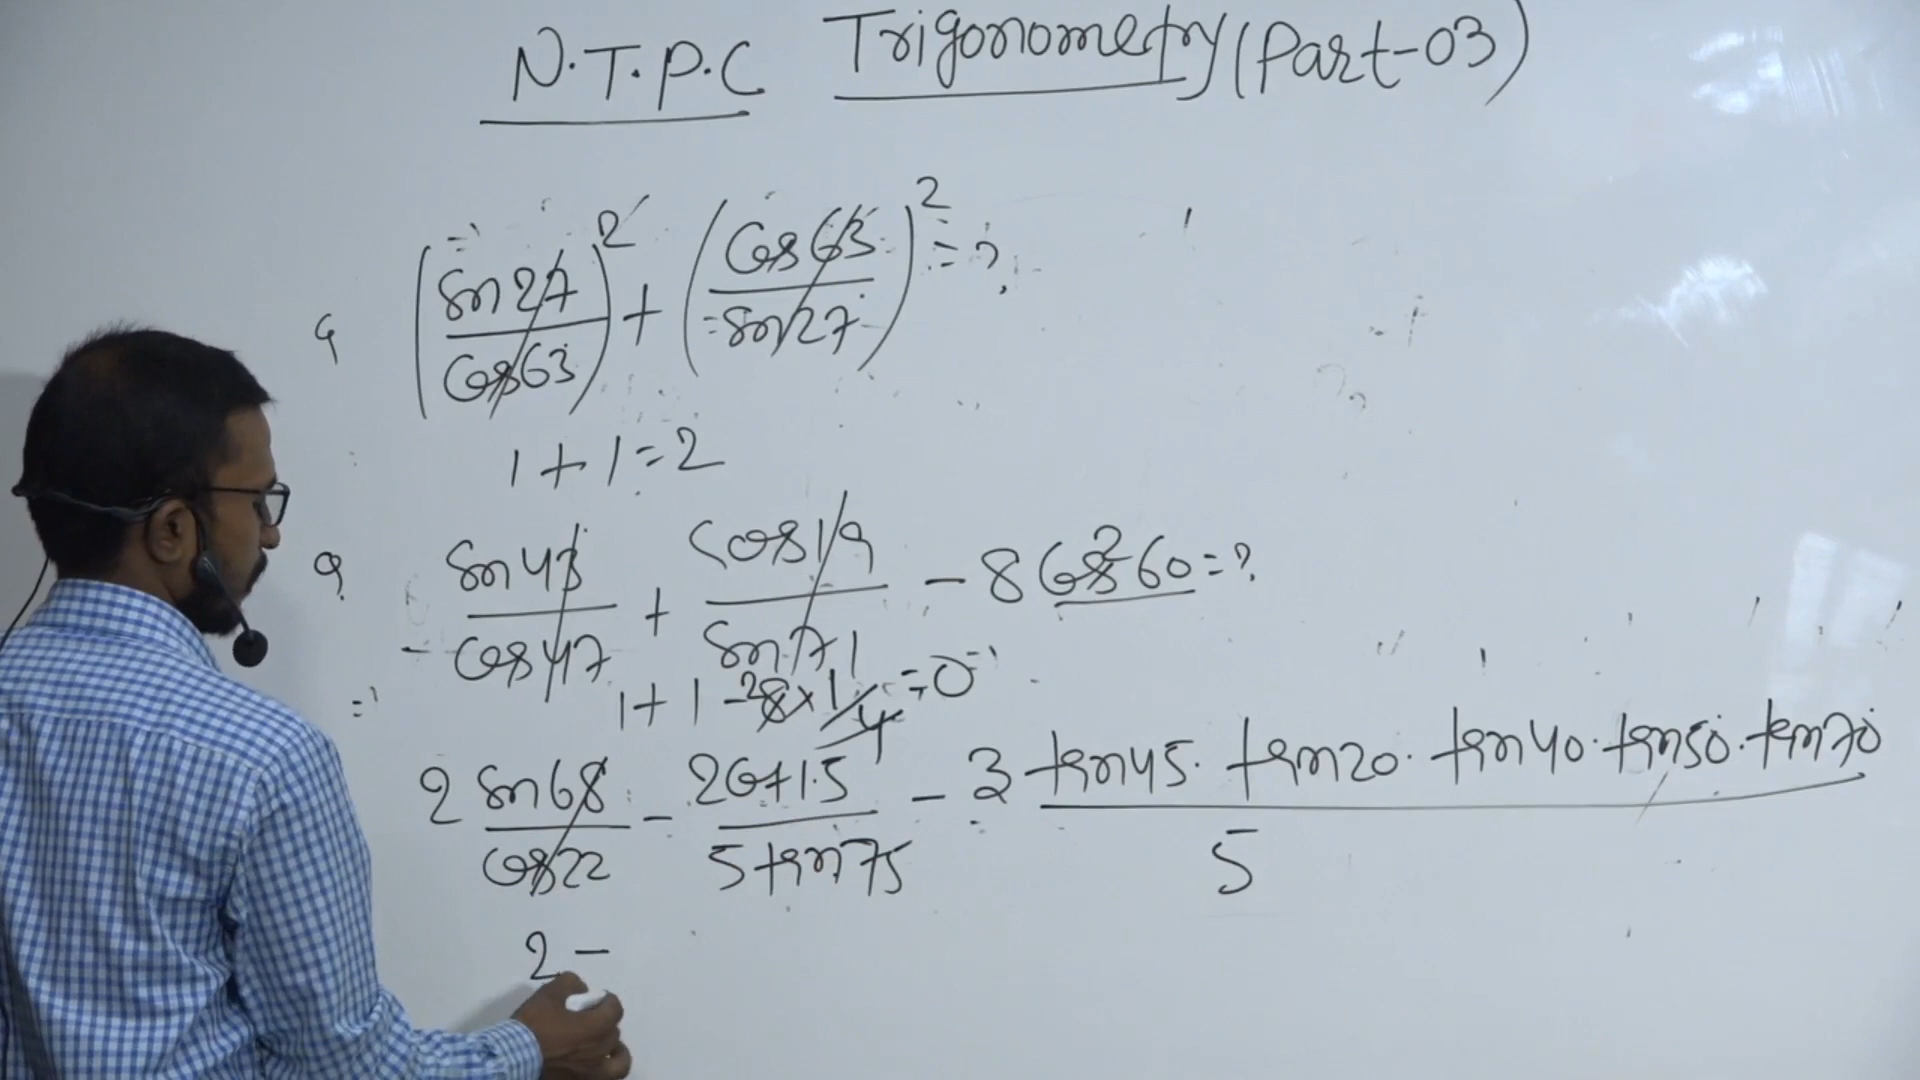 N.T.P.C Trigonometry (Part-03)
Q (Sin27/Cos63)² + (Cos63/Sin27)² = ?
1+1=2
Q. Sin43/Cos47 + Cos19/Sin71 - 8 Cos²60 = ?
1+1-28×1/4=0
2 Sin68/Cos22 - 2Cot15/5tan75 - 3 tan45. tan20. tan40. tan50. tan70/5
2 -